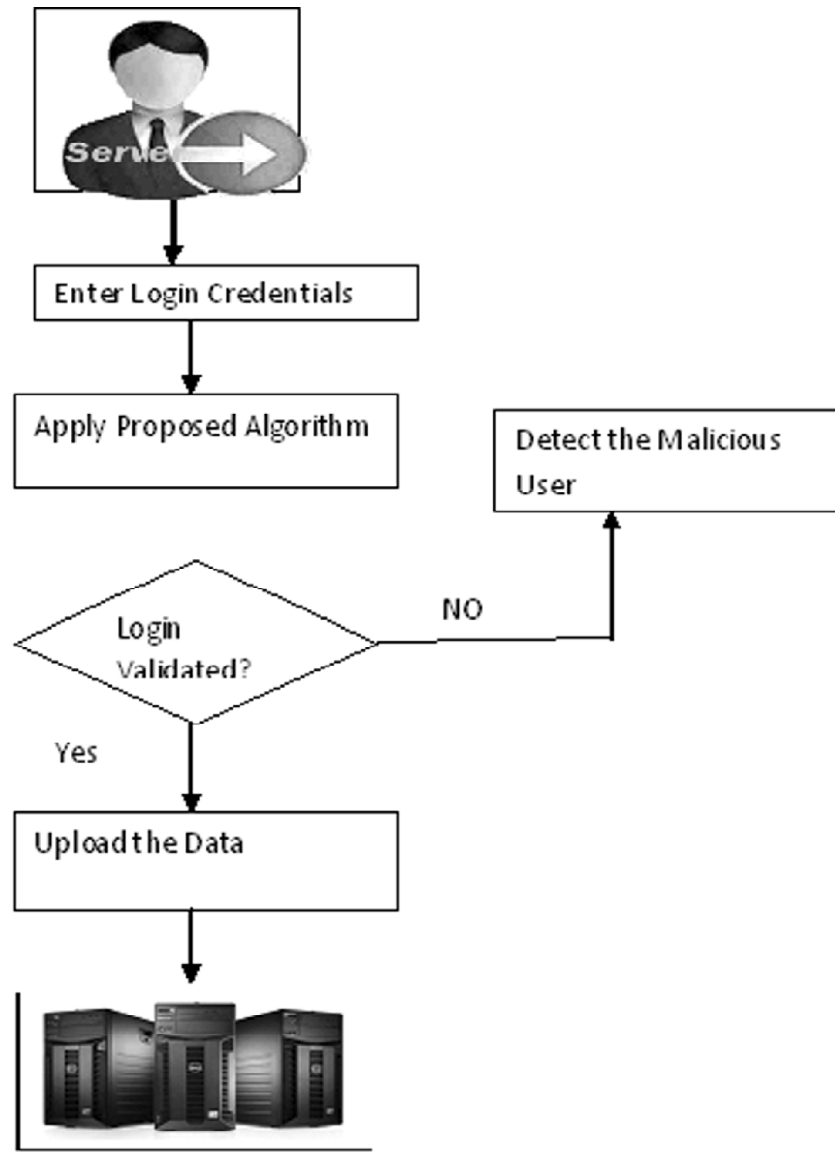 Serve
Enter Login Credentials
Apply Proposed Algorithm
Detect the Malicious
User
NO
Login
Validated?
Yes
Upload the Data